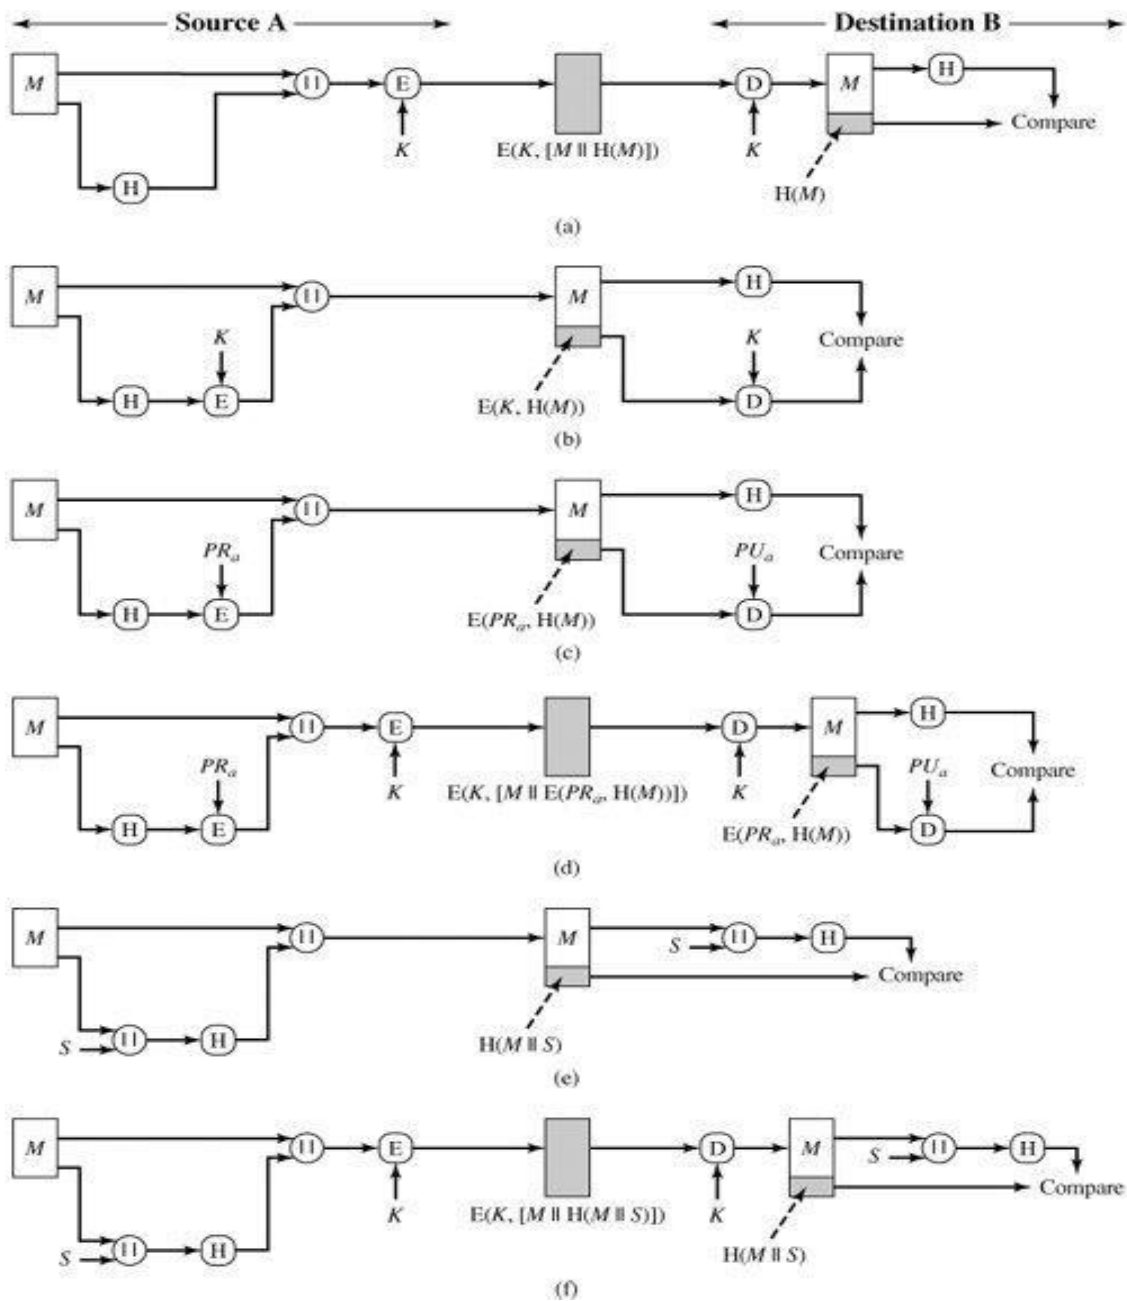 Source A
Destination B
M
||
E
D
M
H
Compare
K
E(K, [M || H(M)])
K
H
H(M)
(a)
M
||
M
H
K
K
Compare
H
E
D
E(K, H(M))
(b)
M
||
M
H
PRa
PUa
Compare
H
E
D
E(PRa, H(M))
(c)
M
||
E
D
M
H
PRa
K
E(K, [M || E(PRa, H(M))])
K
PUa
Compare
H
E
E(PRa, H(M))
D
(d)
M
||
M
S
||
H
Compare
S
||
H
H(M || S)
(e)
M
||
E
D
M
S
||
H
Compare
K
E(K, [M || H(M || S)])
K
S
||
H
H(M || S)
(f)